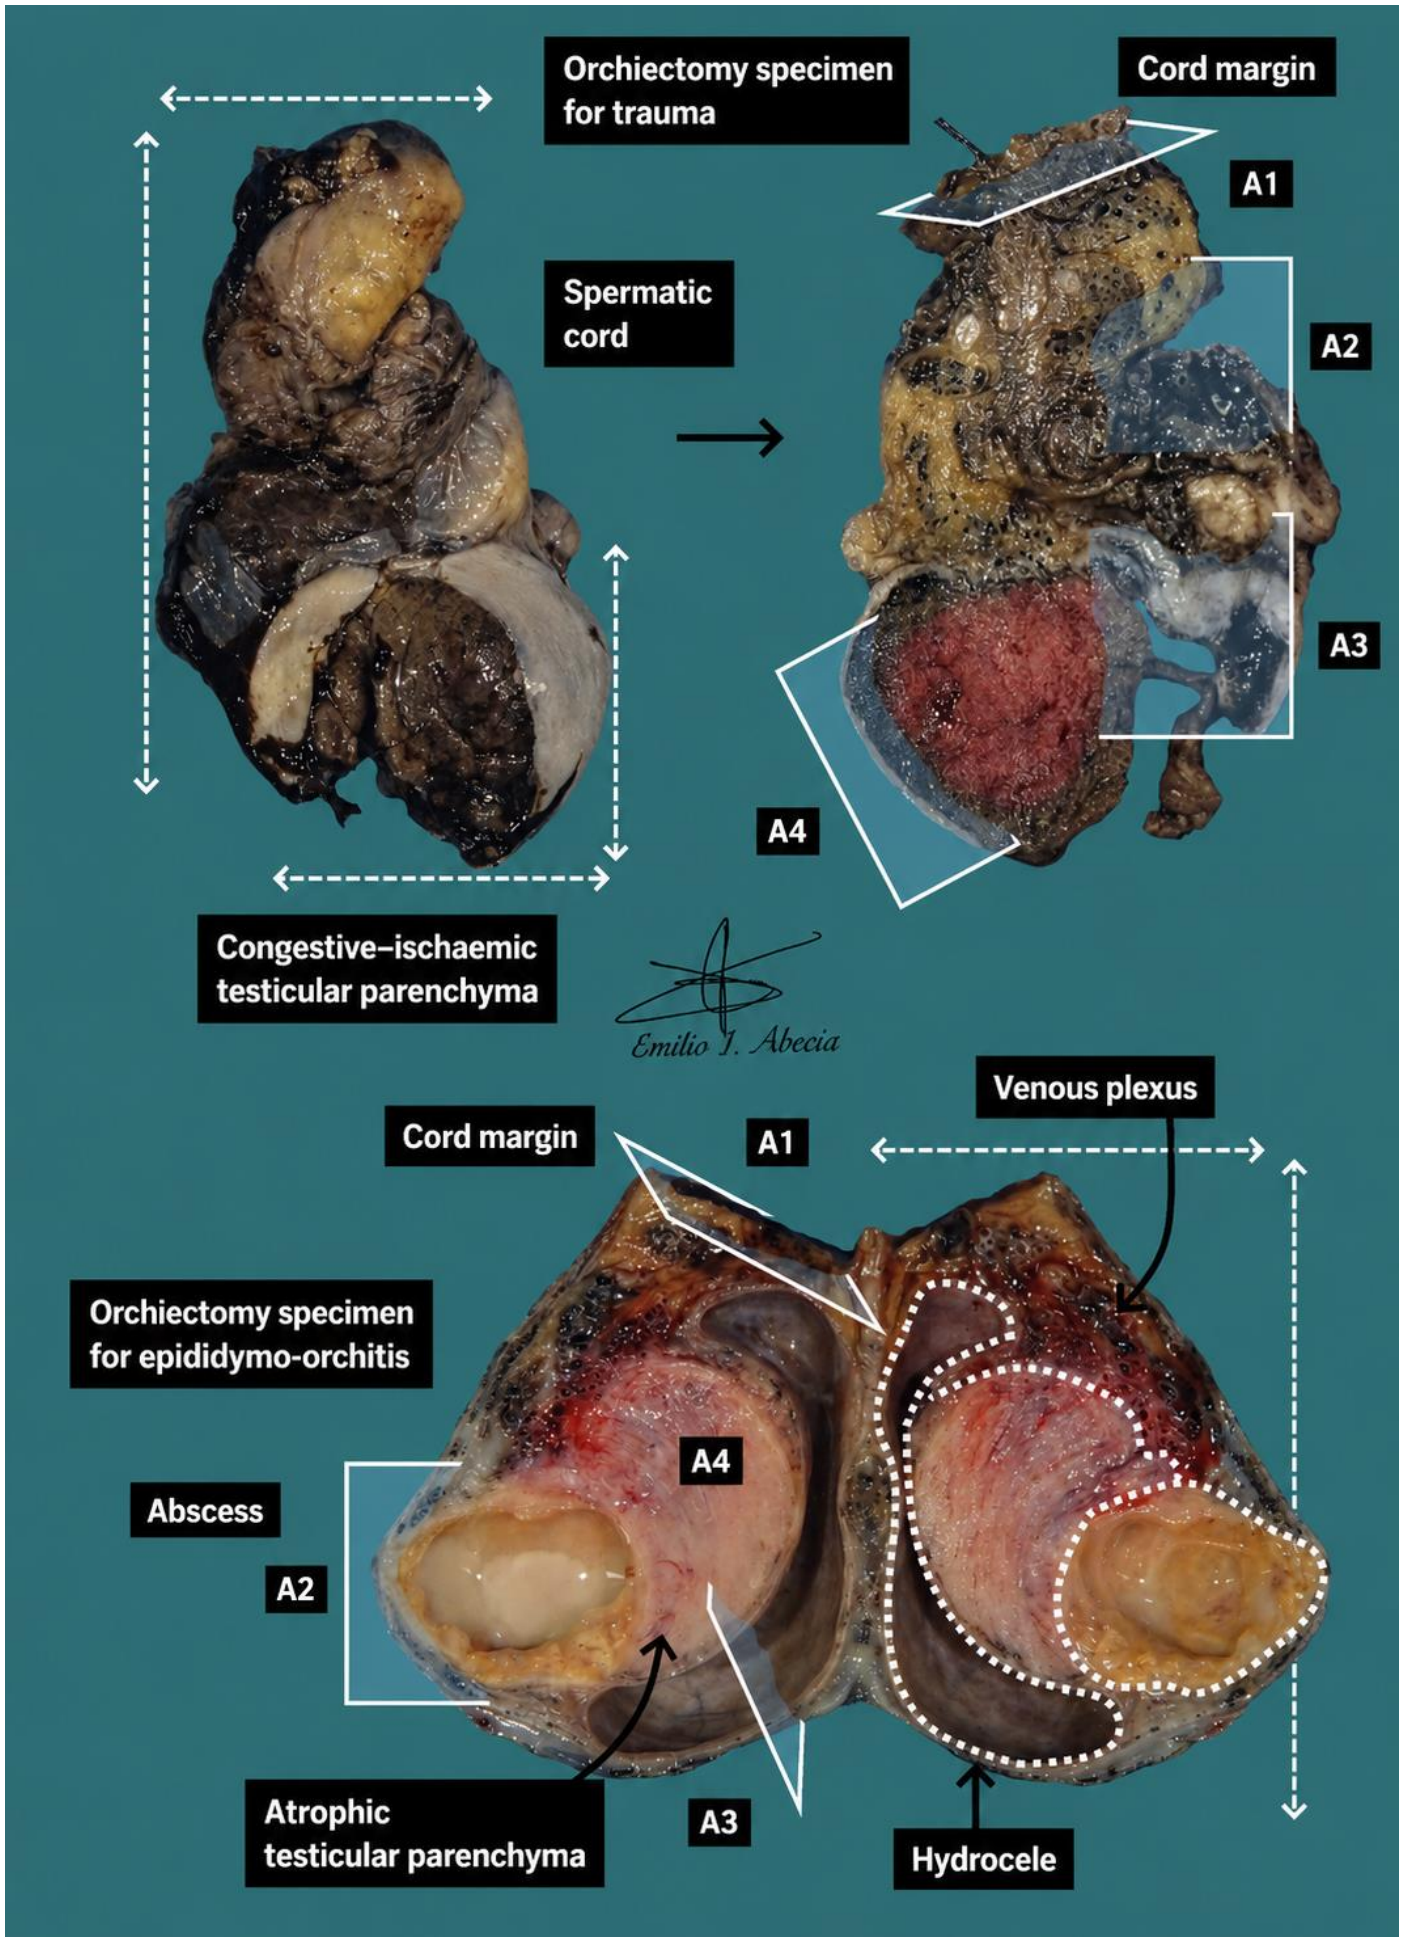 Orchiectomy specimen
for trauma
Cord margin
A1
Spermatic
cord
A2
A3
A4
Congestive–ischaemic
testicular parenchyma
Emilio I. Abecia
Venous plexus
Cord margin
A1
Orchiectomy specimen
for epididymo-orchitis
A4
Abscess
A2
Atrophic
testicular parenchyma
A3
Hydrocele